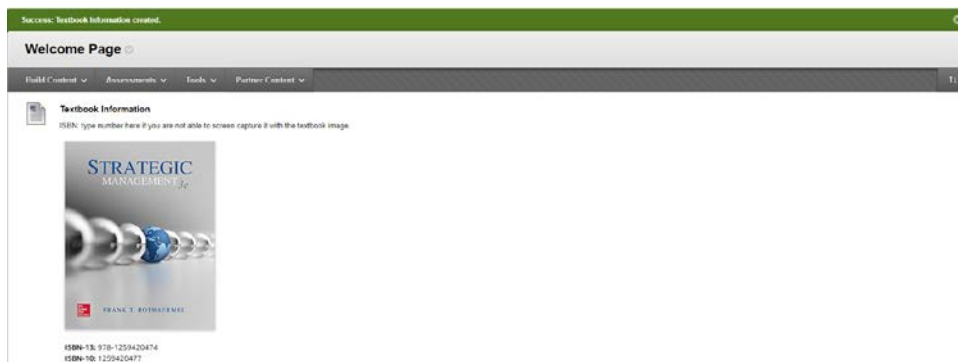 Success: Textbook Information created.
Welcome Page
Build Content Assessments Tools Partner Content
Textbook Information
ISBN: type number here if you are not able to screen capture it with the textbook image.
STRATEGIC
MANAGEMENT 3e
FRANK T. ROTHAERMEL
ISBN-13: 978-1259420474
ISBN-10: 1259420477